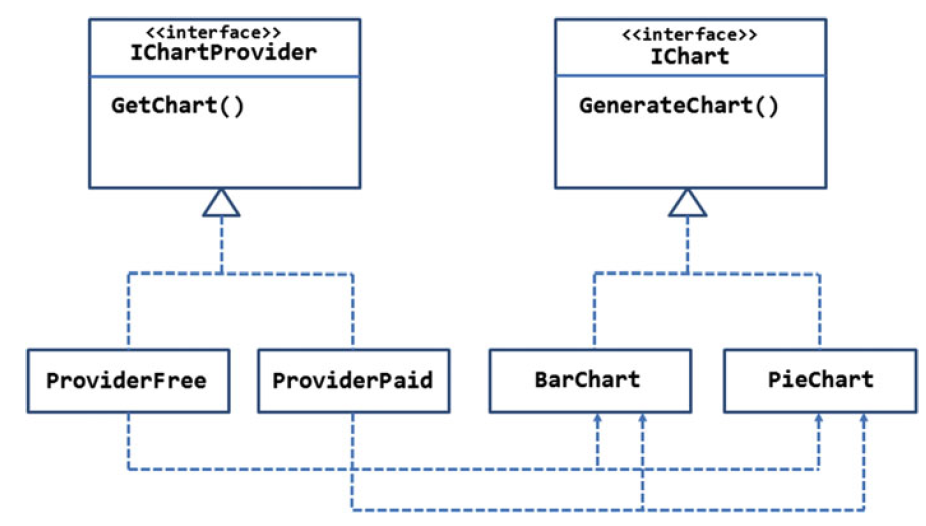 <<interface>>
IChartProvider
GetChart()
<<interface>>
IChart
GenerateChart()
ProviderFree
ProviderPaid
BarChart
PieChart